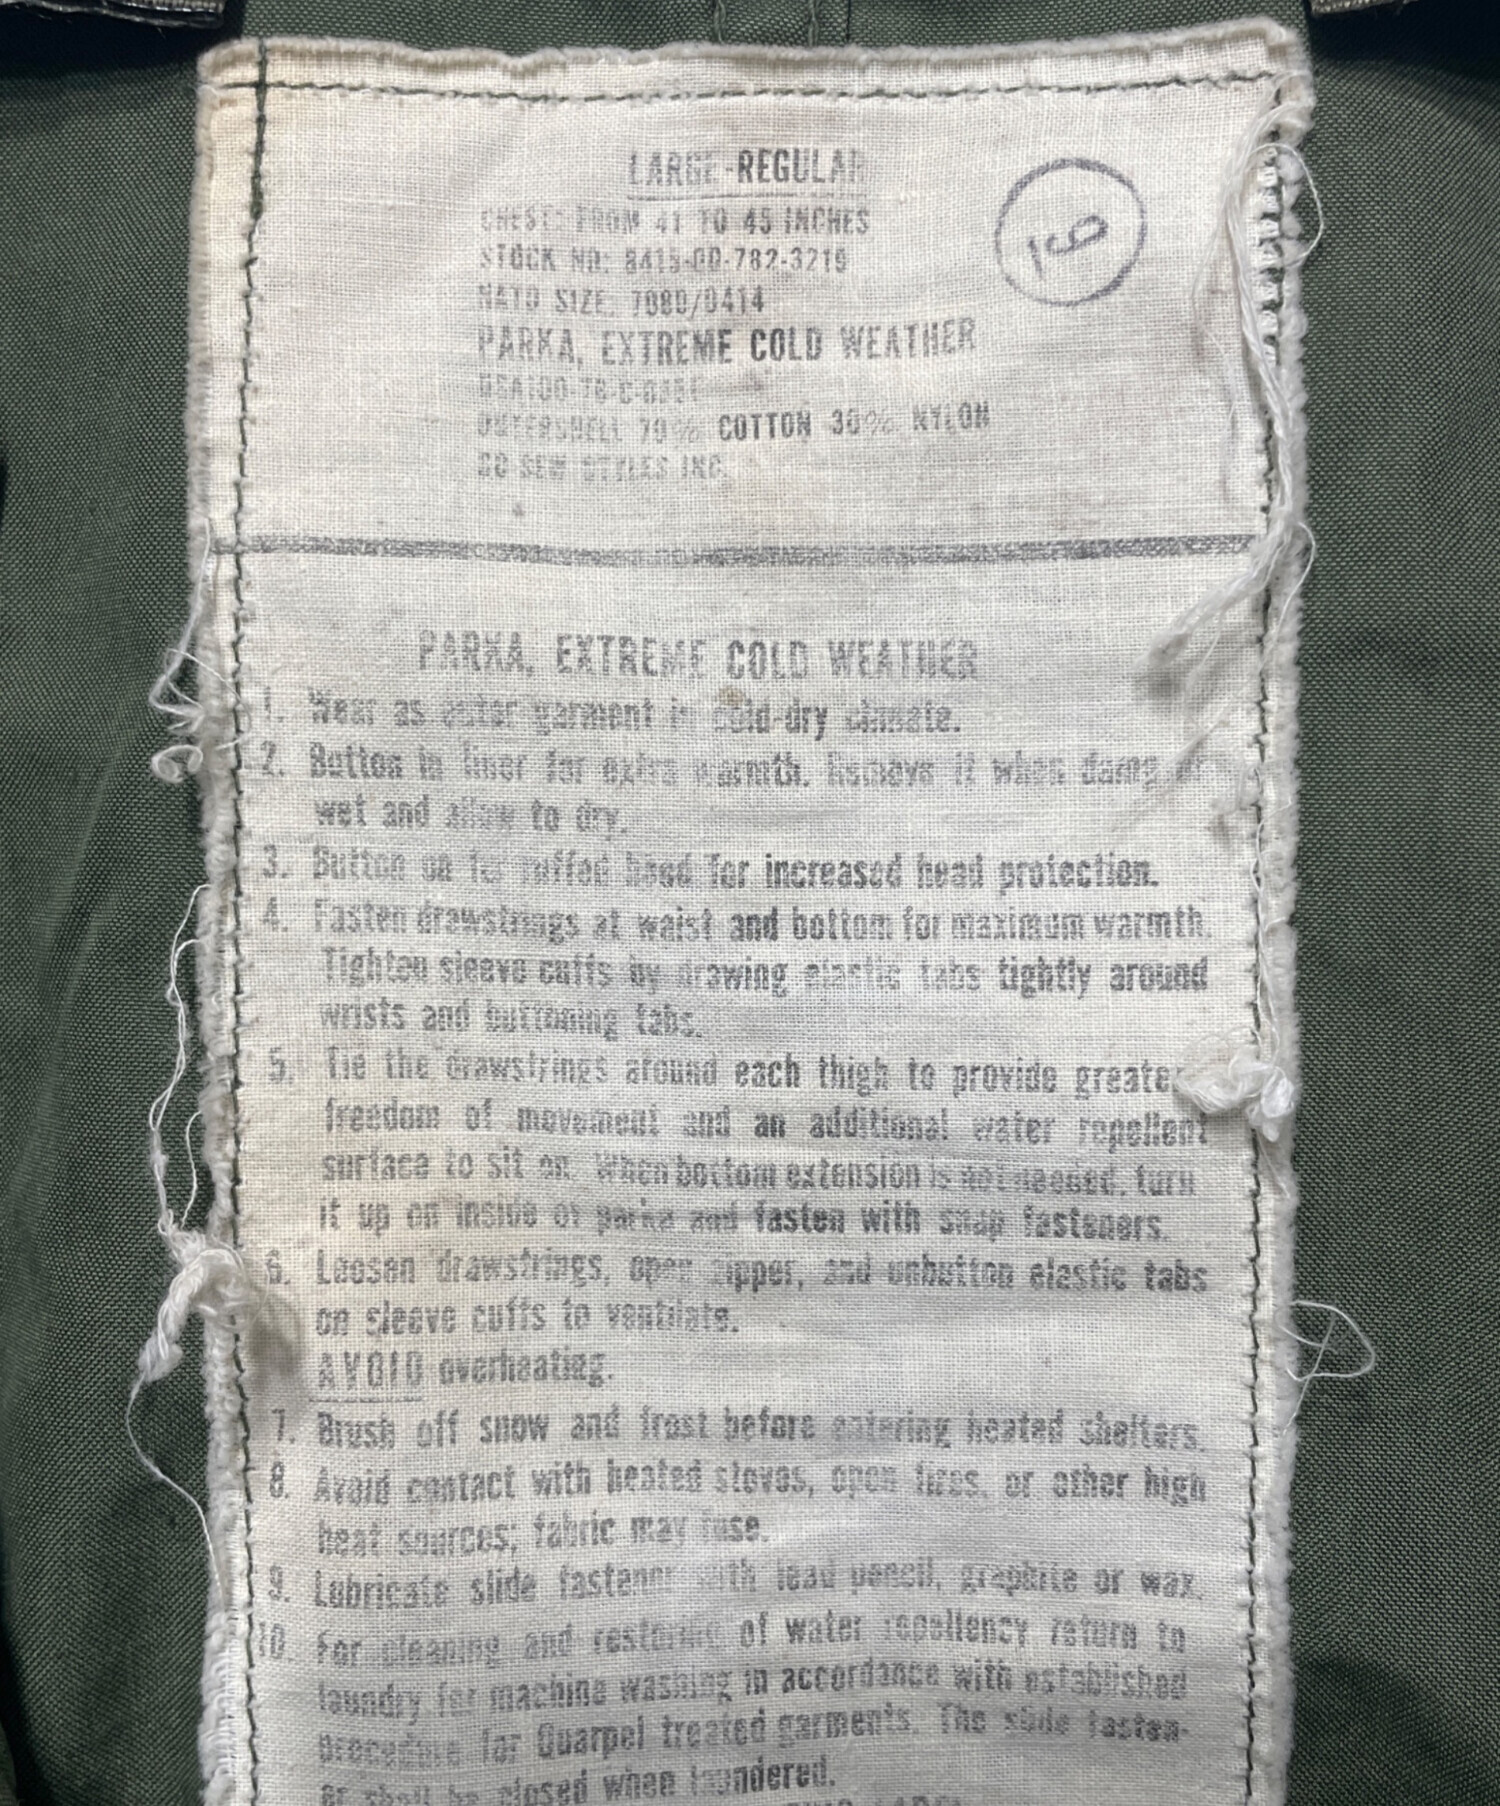 LARGE-REGULAR
CHEST: FROM 41 TO 45 INCHES
STOCK NO: 8415-00-782-3219
NATO SIZE: 7080/0414
PARKA, EXTREME COLD WEATHER
OUTERSHELL 70% COTTON 30% NYLON
SO SEW STYLES INC.
PARKA, EXTREME COLD WEATHER
1. Wear as outer garment in cold-dry climate.
2. Button in liner for extra warmth. Remove it when damp or
wet and allow to dry.
3. Button on fur ruffed hood for increased head protection.
4. Fasten drawstrings at waist and bottom for maximum warmth.
Tighten sleeve cuffs by drawing elastic tabs tightly around
wrists and buttoning tabs.
5. Tie the drawstrings around each thigh to provide greater
freedom of movement and an additional water repellent
surface to sit on. When bottom extension is not needed, turn
it up on inside of parka and fasten with snap fasteners.
6. Loosen drawstrings, open zipper, and unbutton elastic tabs
on sleeve cuffs to ventilate.
AVOID overheating.
7. Brush off snow and frost before entering heated shelters.
8. Avoid contact with heated stoves, open fires, or other high
heat sources; fabric may fuse.
9. Lubricate slide fastener with lead pencil, graphite or wax.
10. For cleaning and restoring of water repellency return to
laundry for machine washing in accordance with established
procedure for Quarpel treated garments. The slide fasten-
er shall be closed when laundered.